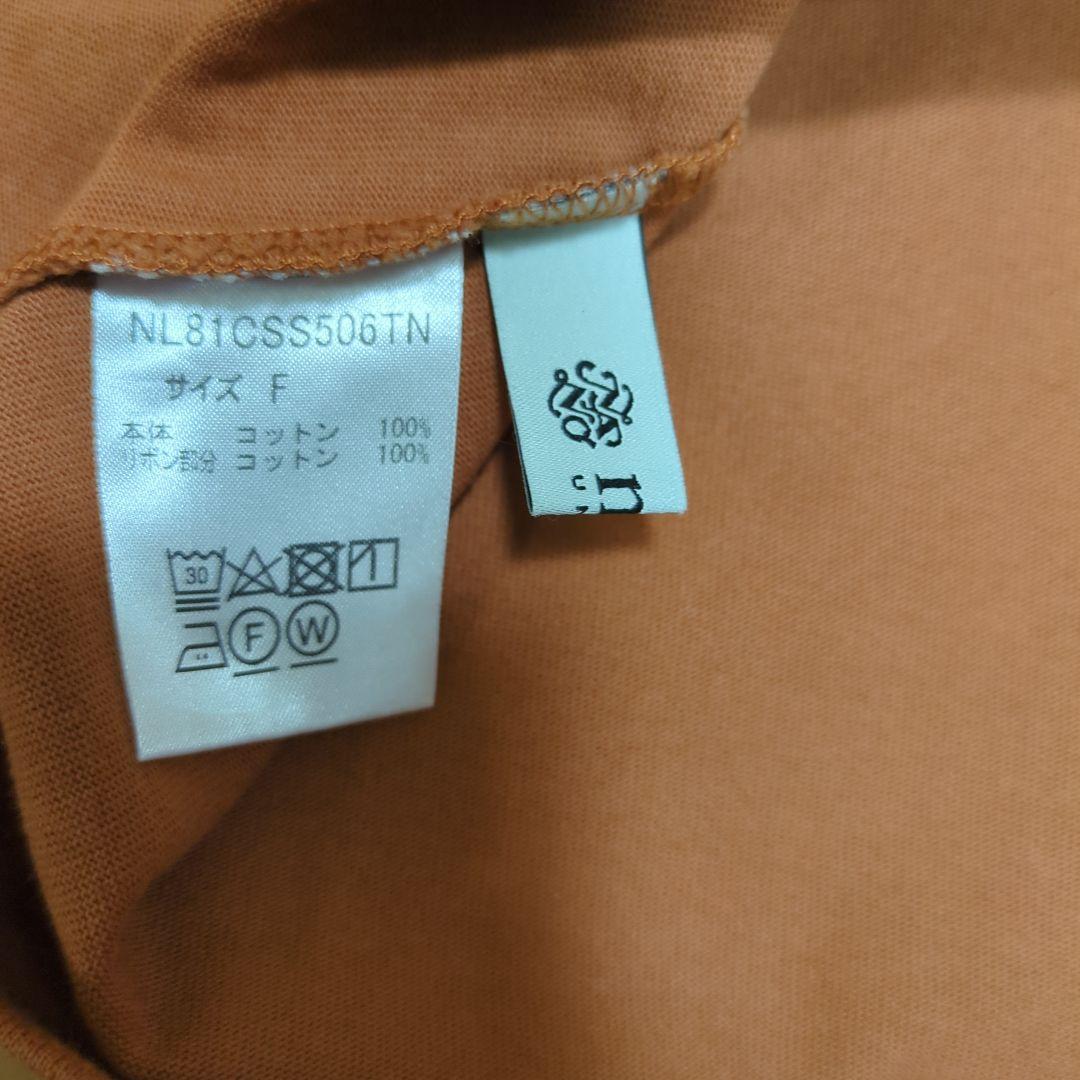 NL81CSS506TN
サイズ F
本体 コットン 100%
リボン部分 コットン 100%
30
F
W
n